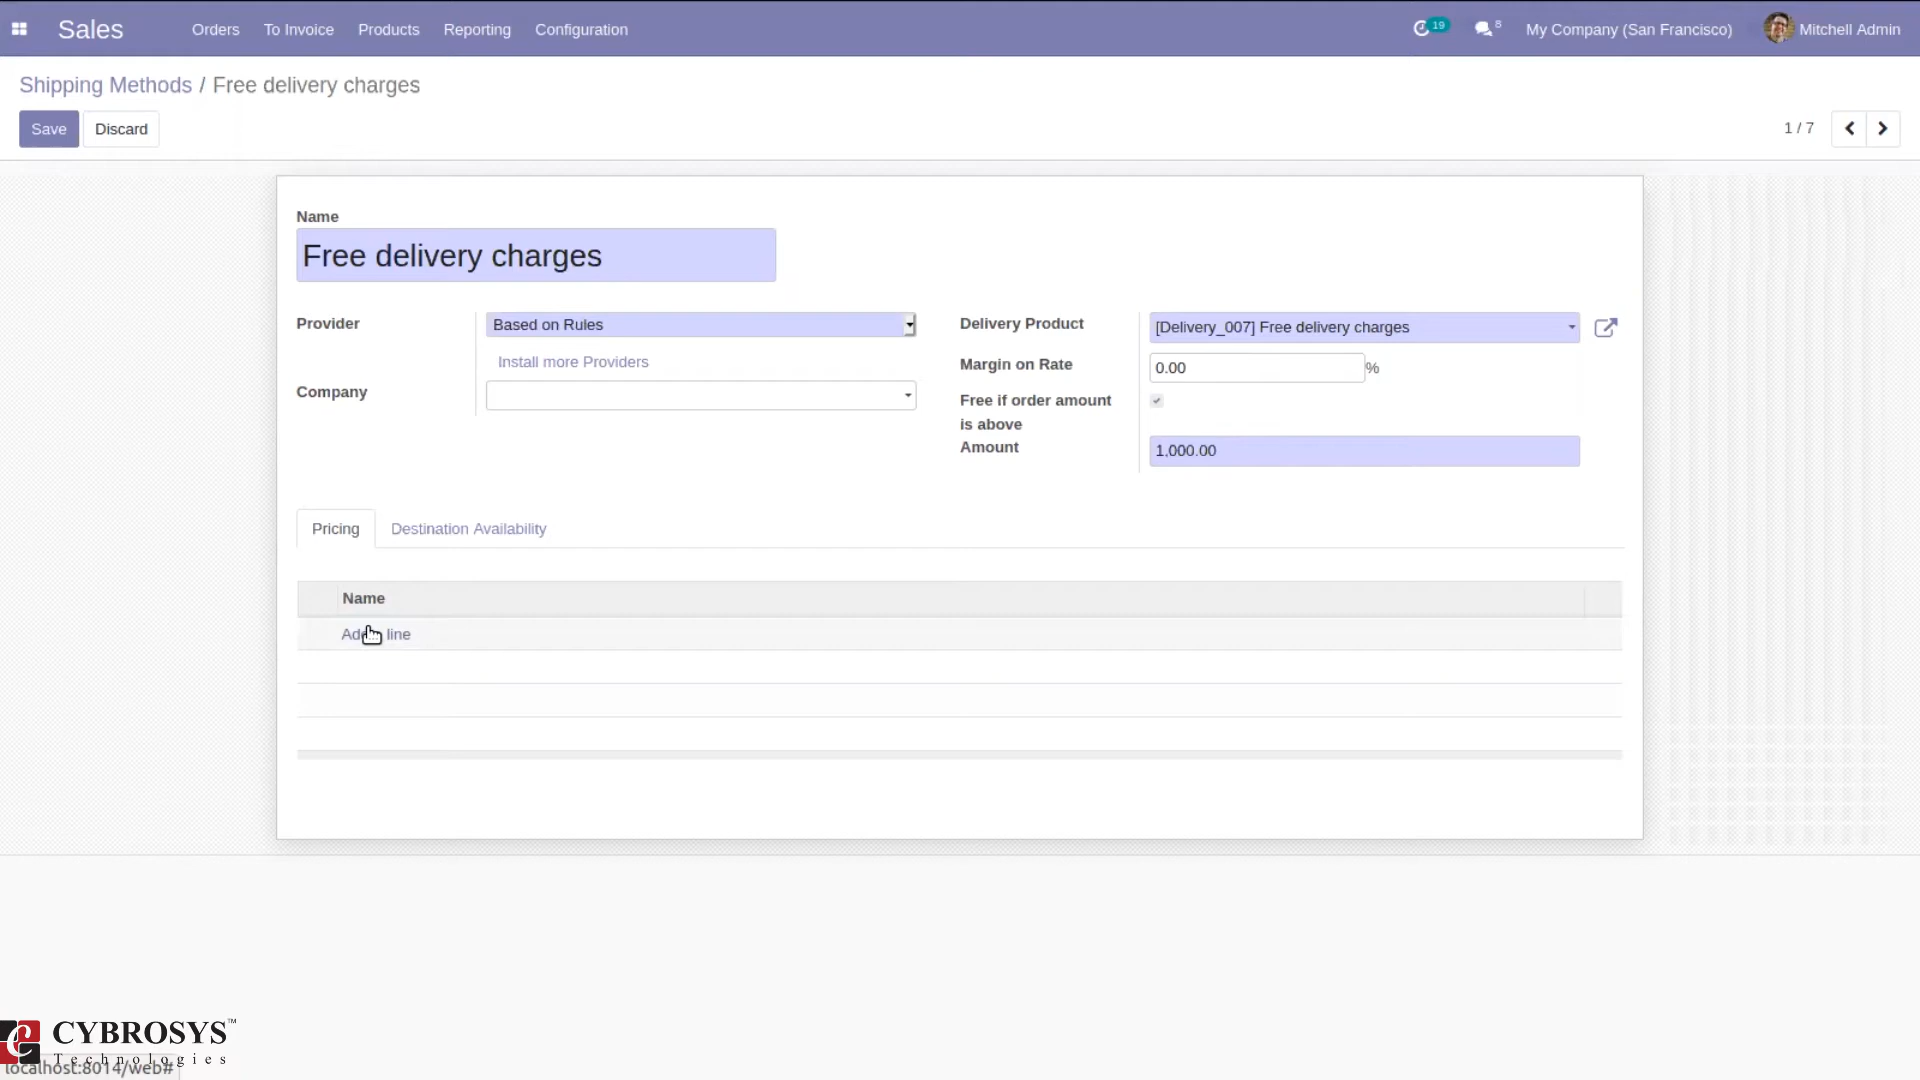 Sales Orders To Invoice Products Reporting Configuration 19 8 My Company (San Francisco) Mitchell Admin
Shipping Methods / Free delivery charges
Save Discard 1 / 7
Name
Free delivery charges
Provider Based on Rules Delivery Product [Delivery_007] Free delivery charges
Install more Providers Margin on Rate 0.00 %
Company Free if order amount
is above
Amount 1,000.00
Pricing Destination Availability
Name
line
CYBROSYS™
Technologies
localhost:8014/web#